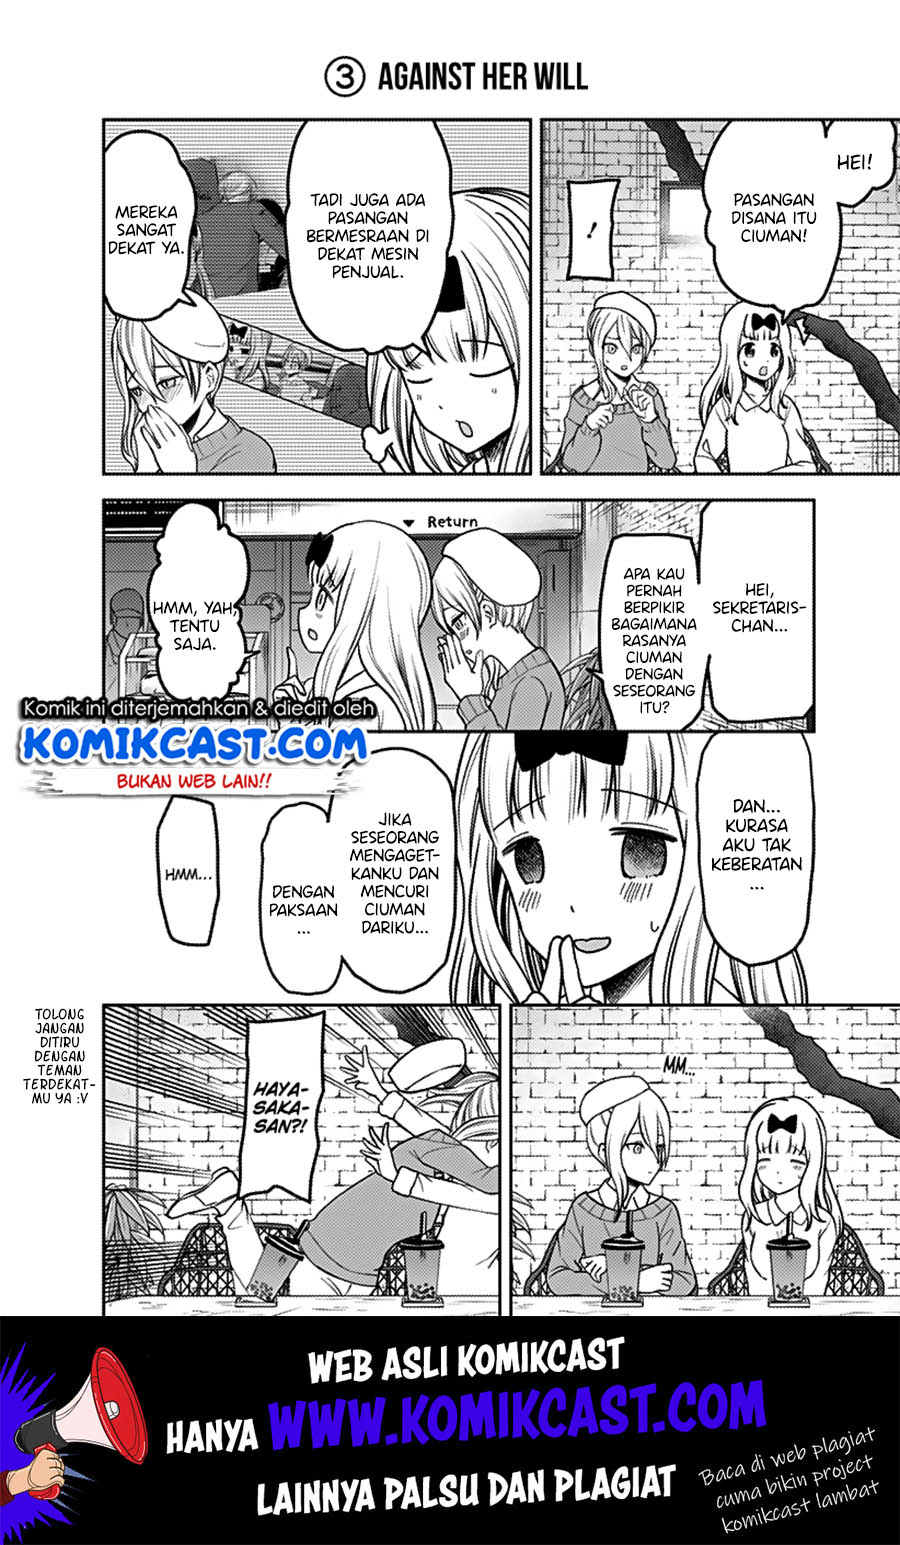 ③ AGAINST HER WILL
HEI!
PASANGAN
DISANA ITU
CIUMAN!
!
TADI JUGA ADA
PASANGAN
BERMESRAAN DI
DEKAT MESIN
PENJUAL.
MEREKA
SANGAT
DEKAT YA.
▼ Return
HEI,
SEKRETARIS-
CHAN...
APA KAU
PERNAH
BERPIKIR
BAGAIMANA
RASANYA
CIUMAN
DENGAN
SESEORANG
ITU?
HMM, YAH,
TENTU
SAJA.
Komik ini diterjemahkan & diedit oleh
KOMIKCAST.COM
BUKAN WEB LAIN!!
DAN...
KURASA
AKU TAK
KEBERATAN
...
JIKA
SESEORANG
MENGAGET-
KANKU DAN
MENCURI
CIUMAN
DARIKU...
DENGAN
PAKSAAN
...
HMM...
MM...
HAYA-
SAKA-
SAN?!
TOLONG
JANGAN
DITIRU
DENGAN
TEMAN
TERDEKAT-
MU YA :V
WEB ASLI KOMIKCAST
HANYA WWW.KOMIKCAST.COM
LAINNYA PALSU DAN PLAGIAT
Baca di web plagiat
cuma bikin project
komikcast lambat